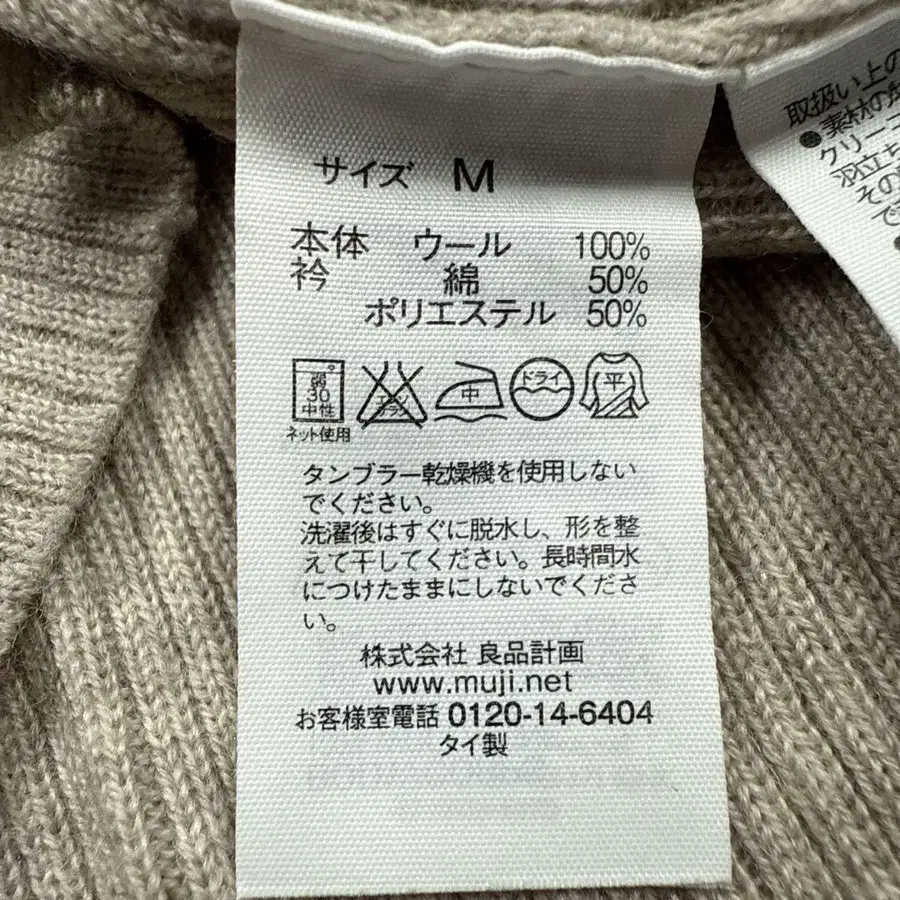 サイズ M
本体 ウール 100%
衿 綿 50%
ポリエステル 50%
弱
30
中性
ネット使用
中
ドライ
平
タンブラー乾燥機を使用しない
でください。
洗濯後はすぐに脱水し、形を整
えて干してください。長時間水
につけたままにしないでくださ
い。
株式会社 良品計画
www.muji.net
お客様室電話 0120-14-6404
タイ製
取扱い上の
●素材の
クリーニ
羽立ち
その
で